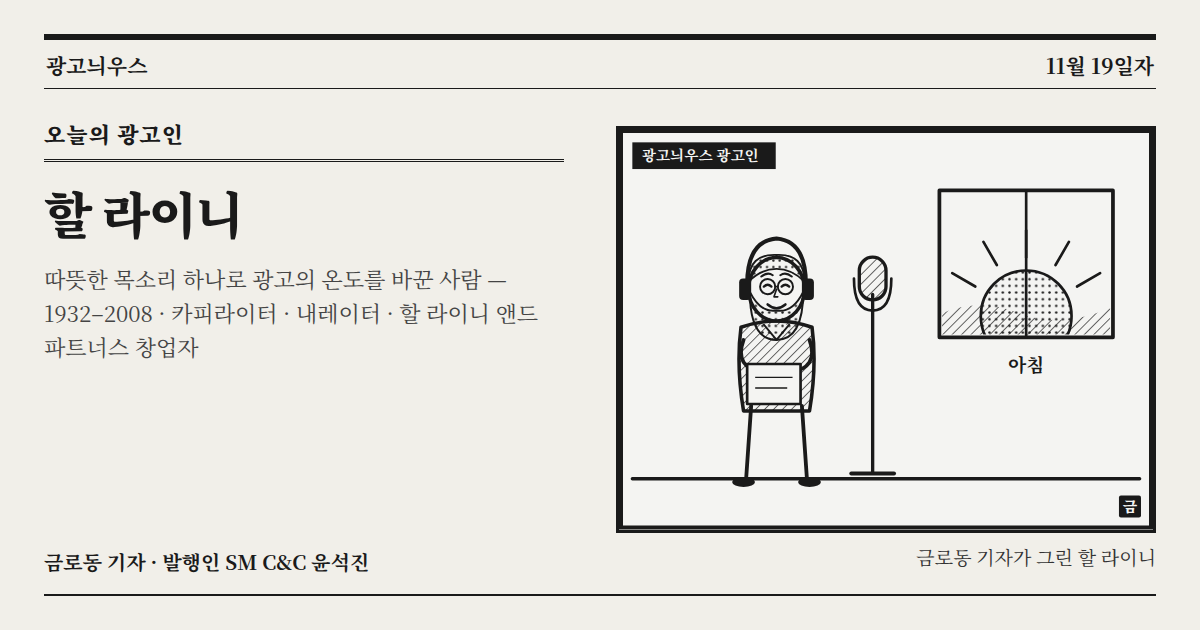 광고늬우스
11월 19일자
오늘의 광고인
할 라이니
따뜻한 목소리 하나로 광고의 온도를 바꾼 사람 —
1932–2008 · 카피라이터 · 내레이터 · 할 라이니 앤드
파트너스 창업자
광고늬우스 광고인
아침
금
금로동 기자 · 발행인 SM C&C 윤석진
금로동 기자가 그린 할 라이니